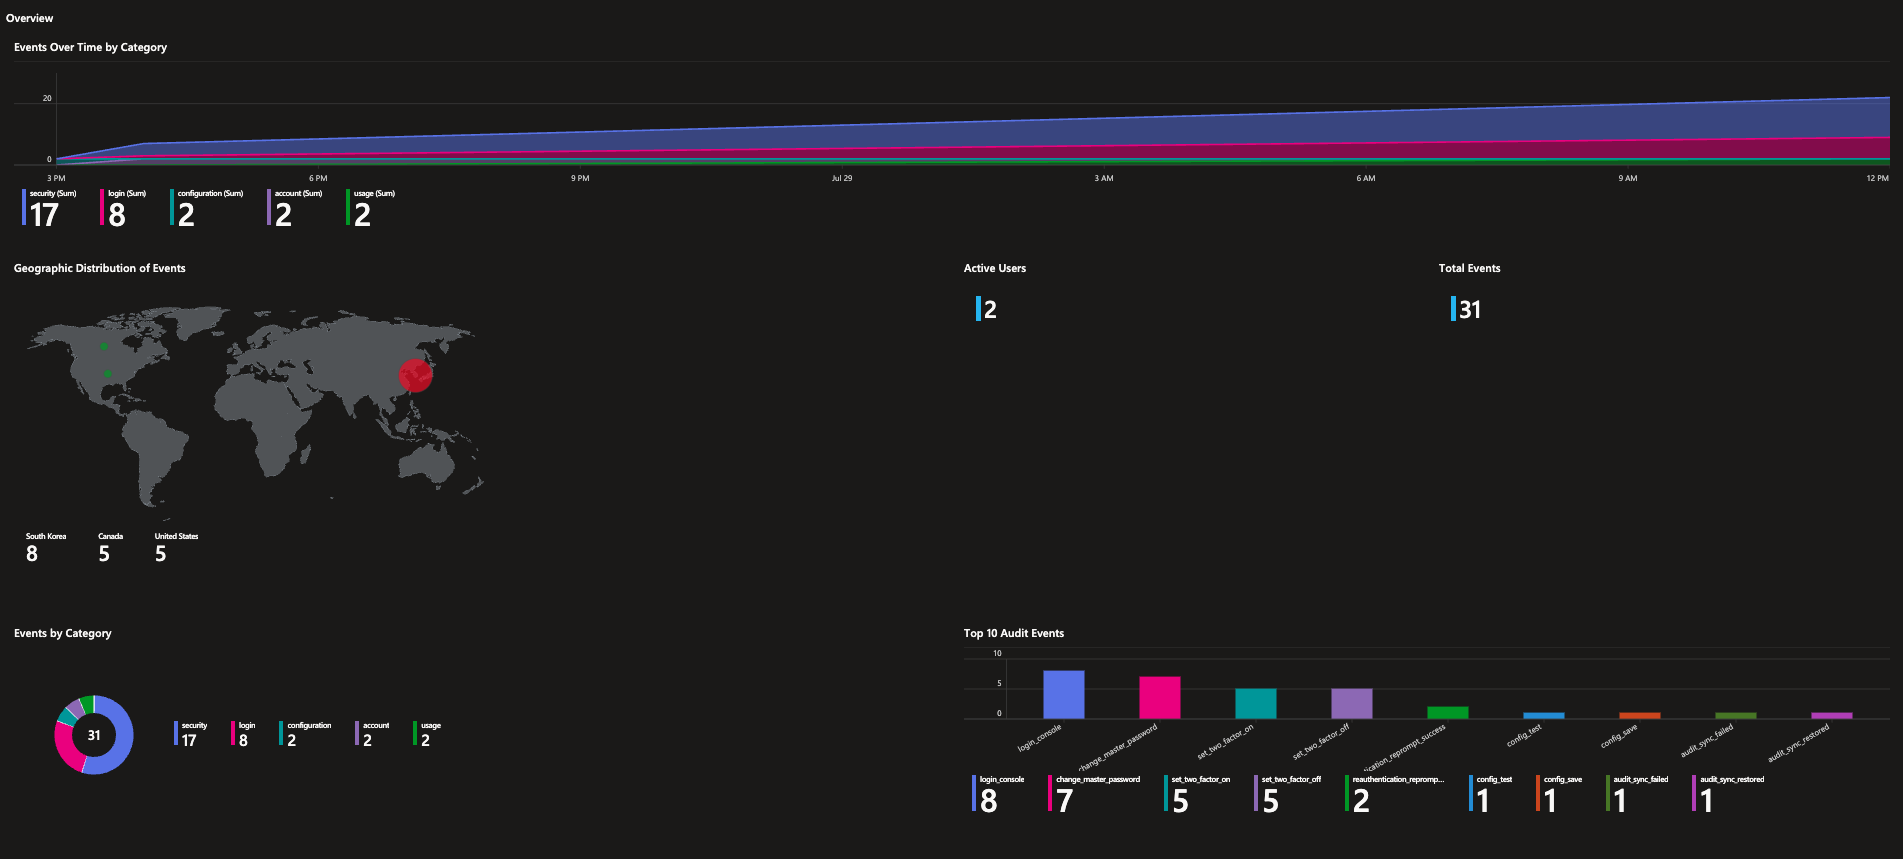 Overview
Events Over Time by Category
20
0
3 PM 6 PM 9 PM Jul 29 3 AM 6 AM 9 AM 12 PM
security (Sum) login (Sum) configuration (Sum) account (Sum) usage (Sum)
17 8 2 2 2
Geographic Distribution of Events
South Korea Canada United States
8 5 5
Active Users
2
Total Events
31
Events by Category
31
security login configuration account usage
17 8 2 2 2
Top 10 Audit Events
10
5
0
login_console change_master_password set_two_factor_on set_two_factor_off ication_reprompt_success config_test config_save audit_sync_failed audit_sync_restored
login_console change_master_password set_two_factor_on set_two_factor_off reauthentication_repromp... config_test config_save audit_sync_failed audit_sync_restored
8 7 5 5 2 1 1 1 1